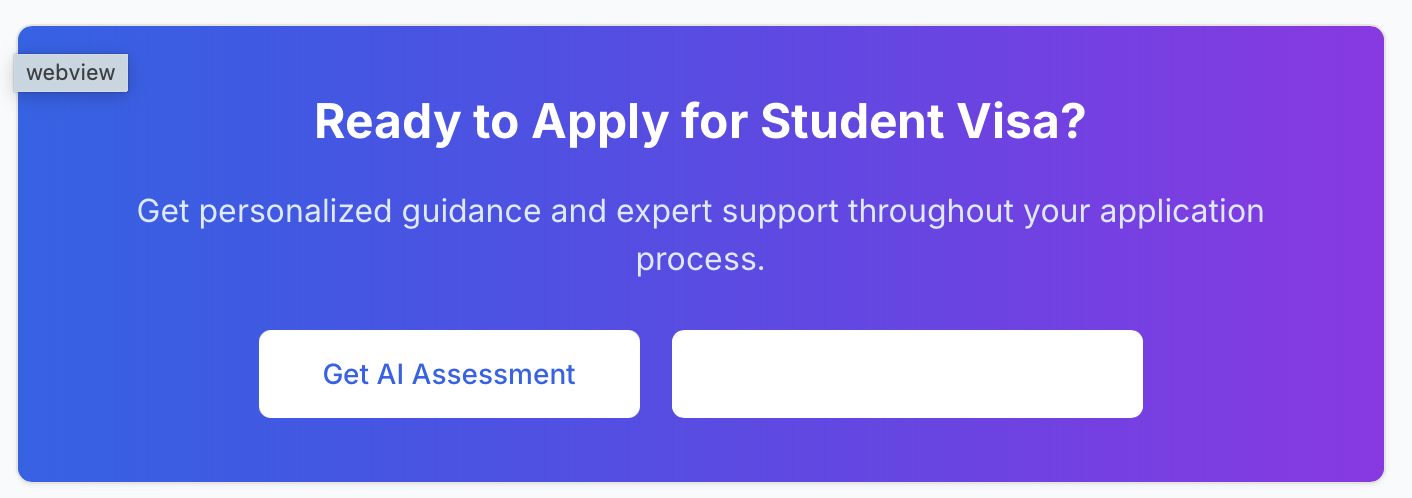 webview
Ready to Apply for Student Visa?
Get personalized guidance and expert support throughout your application
process.
Get AI Assessment